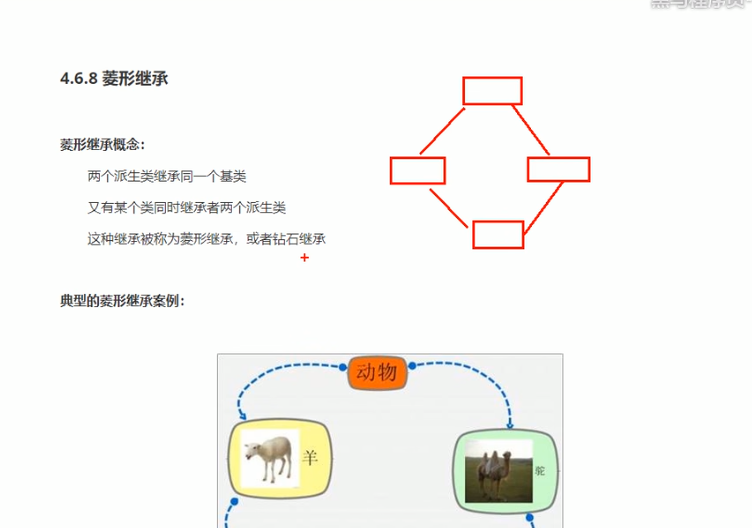 4.6.8 菱形继承
菱形继承概念：
两个派生类继承同一个基类
又有某个类同时继承者两个派生类
这种继承被称为菱形继承，或者钻石继承
典型的菱形继承案例：
动物
羊
驼